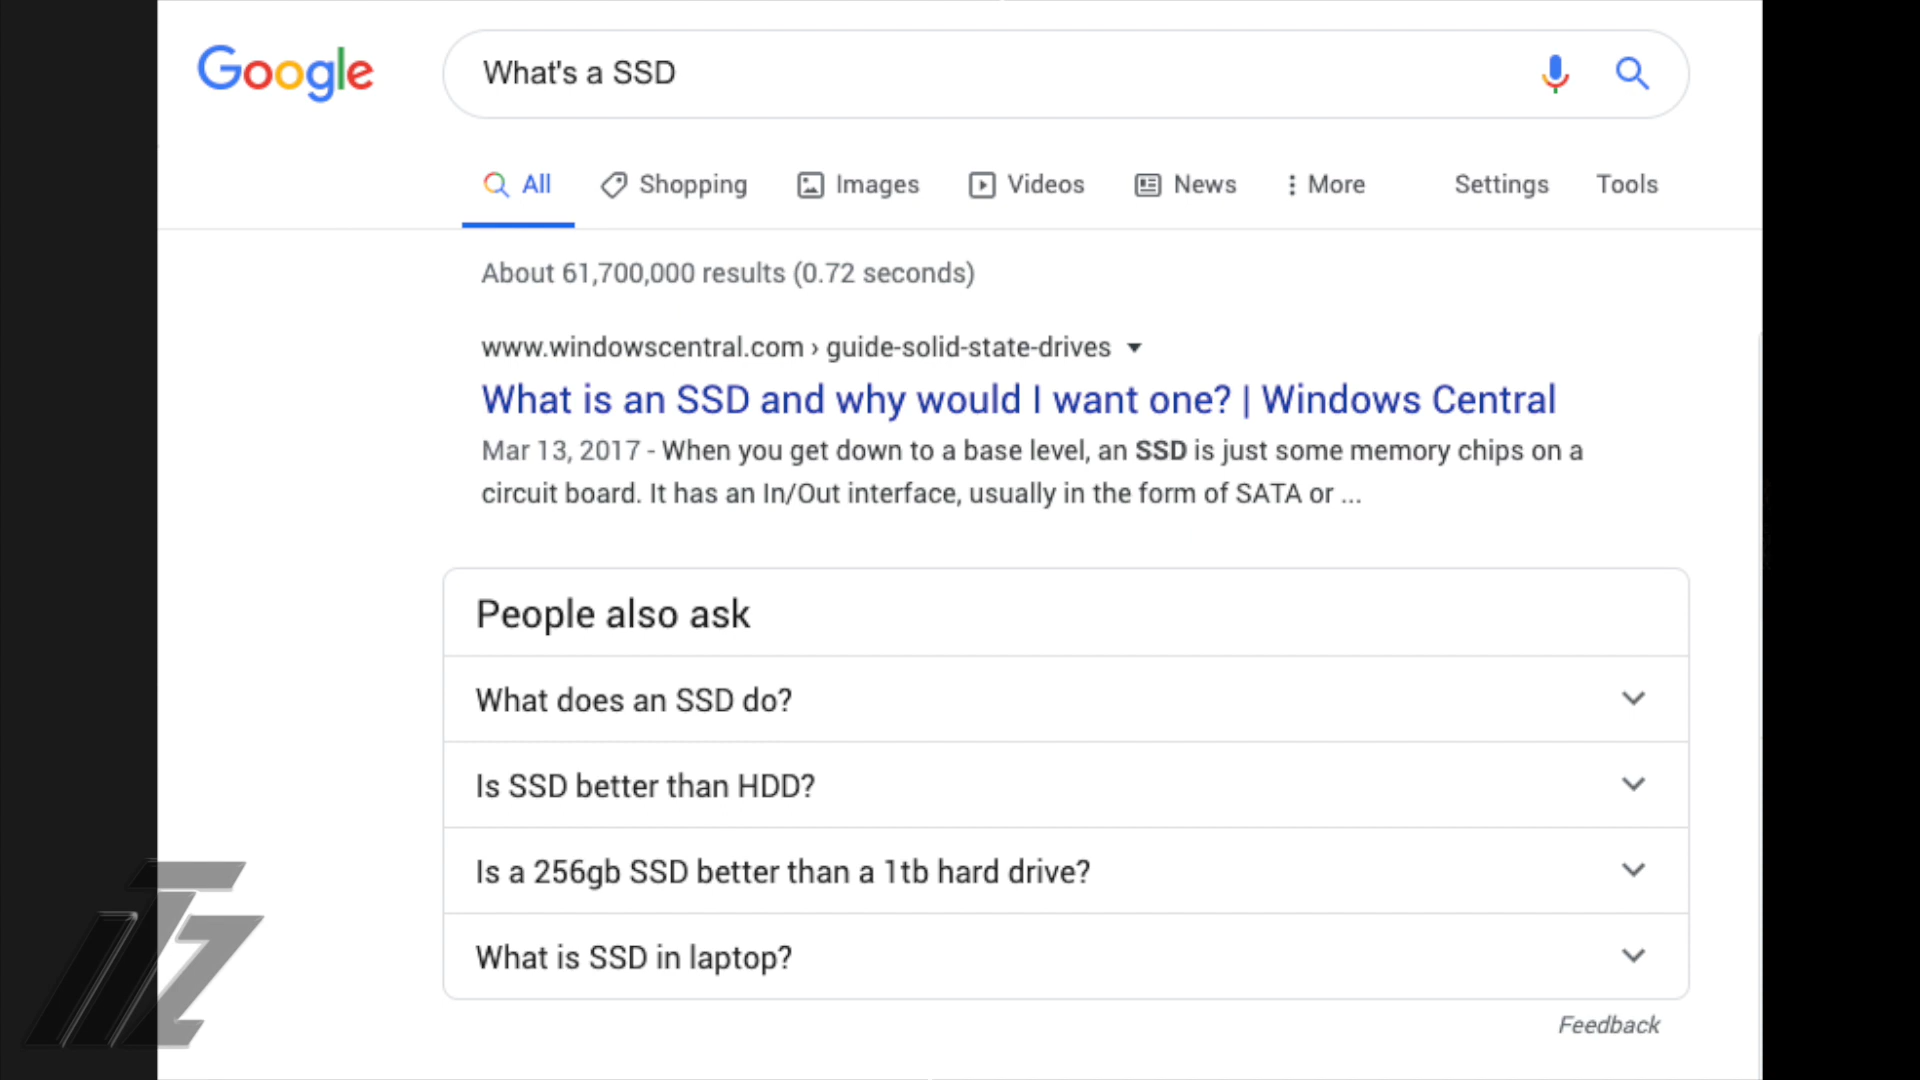 Google
What's a SSD
All Shopping Images Videos News More Settings Tools
About 61,700,000 results (0.72 seconds)
www.windowscentral.com › guide-solid-state-drives
What is an SSD and why would I want one? | Windows Central
Mar 13, 2017 - When you get down to a base level, an SSD is just some memory chips on a
circuit board. It has an In/Out interface, usually in the form of SATA or ...
People also ask
What does an SSD do?
Is SSD better than HDD?
Is a 256gb SSD better than a 1tb hard drive?
What is SSD in laptop?
Feedback